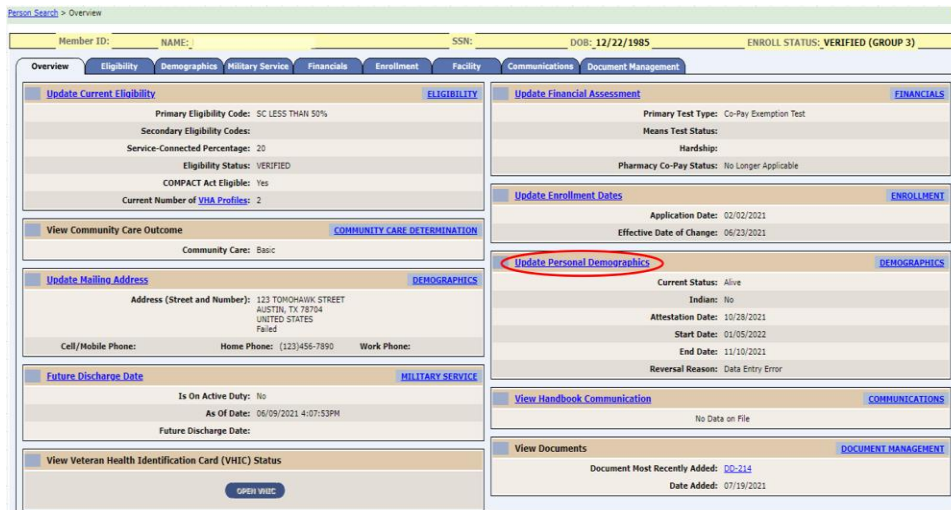 Person Search > Overview
Member ID: NAME: SSN: DOB: 12/22/1985 ENROLL STATUS: VERIFIED (GROUP 3)
Overview Eligibility Demographics Military Service Financials Enrollment Facility Communications Document Management
Update Current Eligibility ELIGIBILITY
Primary Eligibility Code: SC LESS THAN 50%
Secondary Eligibility Codes:
Service-Connected Percentage: 20
Eligibility Status: VERIFIED
COMPACT Act Eligible: Yes
Current Number of VHA Profiles: 2
View Community Care Outcome COMMUNITY CARE DETERMINATION
Community Care: Basic
Update Mailing Address DEMOGRAPHICS
Address (Street and Number): 123 TOMOHAWK STREET
AUSTIN, TX 78704
UNITED STATES
Failed
Cell/Mobile Phone: Home Phone: (123)456-7890 Work Phone:
Future Discharge Date MILITARY SERVICE
Is On Active Duty: No
As Of Date: 06/09/2021 4:07:53PM
Future Discharge Date:
View Veteran Health Identification Card (VHIC) Status
OPEN VHIC
Update Financial Assessment FINANCIALS
Primary Test Type: Co-Pay Exemption Test
Means Test Status:
Hardship:
Pharmacy Co-Pay Status: No Longer Applicable
Update Enrollment Dates ENROLLMENT
Application Date: 02/02/2021
Effective Date of Change: 06/23/2021
Update Personal Demographics DEMOGRAPHICS
Current Status: Alive
Indian: No
Attestation Date: 10/28/2021
Start Date: 01/05/2022
End Date: 11/10/2021
Reversal Reason: Data Entry Error
View Handbook Communication COMMUNICATIONS
No Data on File
View Documents DOCUMENT MANAGEMENT
Document Most Recently Added: DD-214
Date Added: 07/19/2021